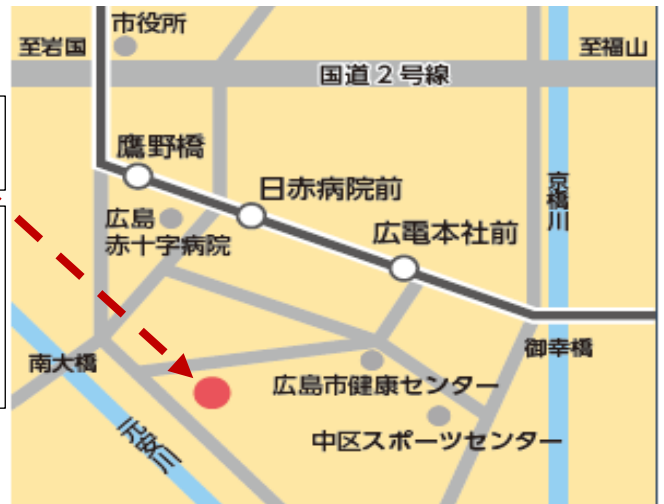 市役所
至岩国
至福山
国道2号線
鷹野橋
日赤病院前
京橋川
広島
赤十字病院
広電本社前
御幸橋
南大橋
広島市健康センター
元安川
中区スポーツセンター